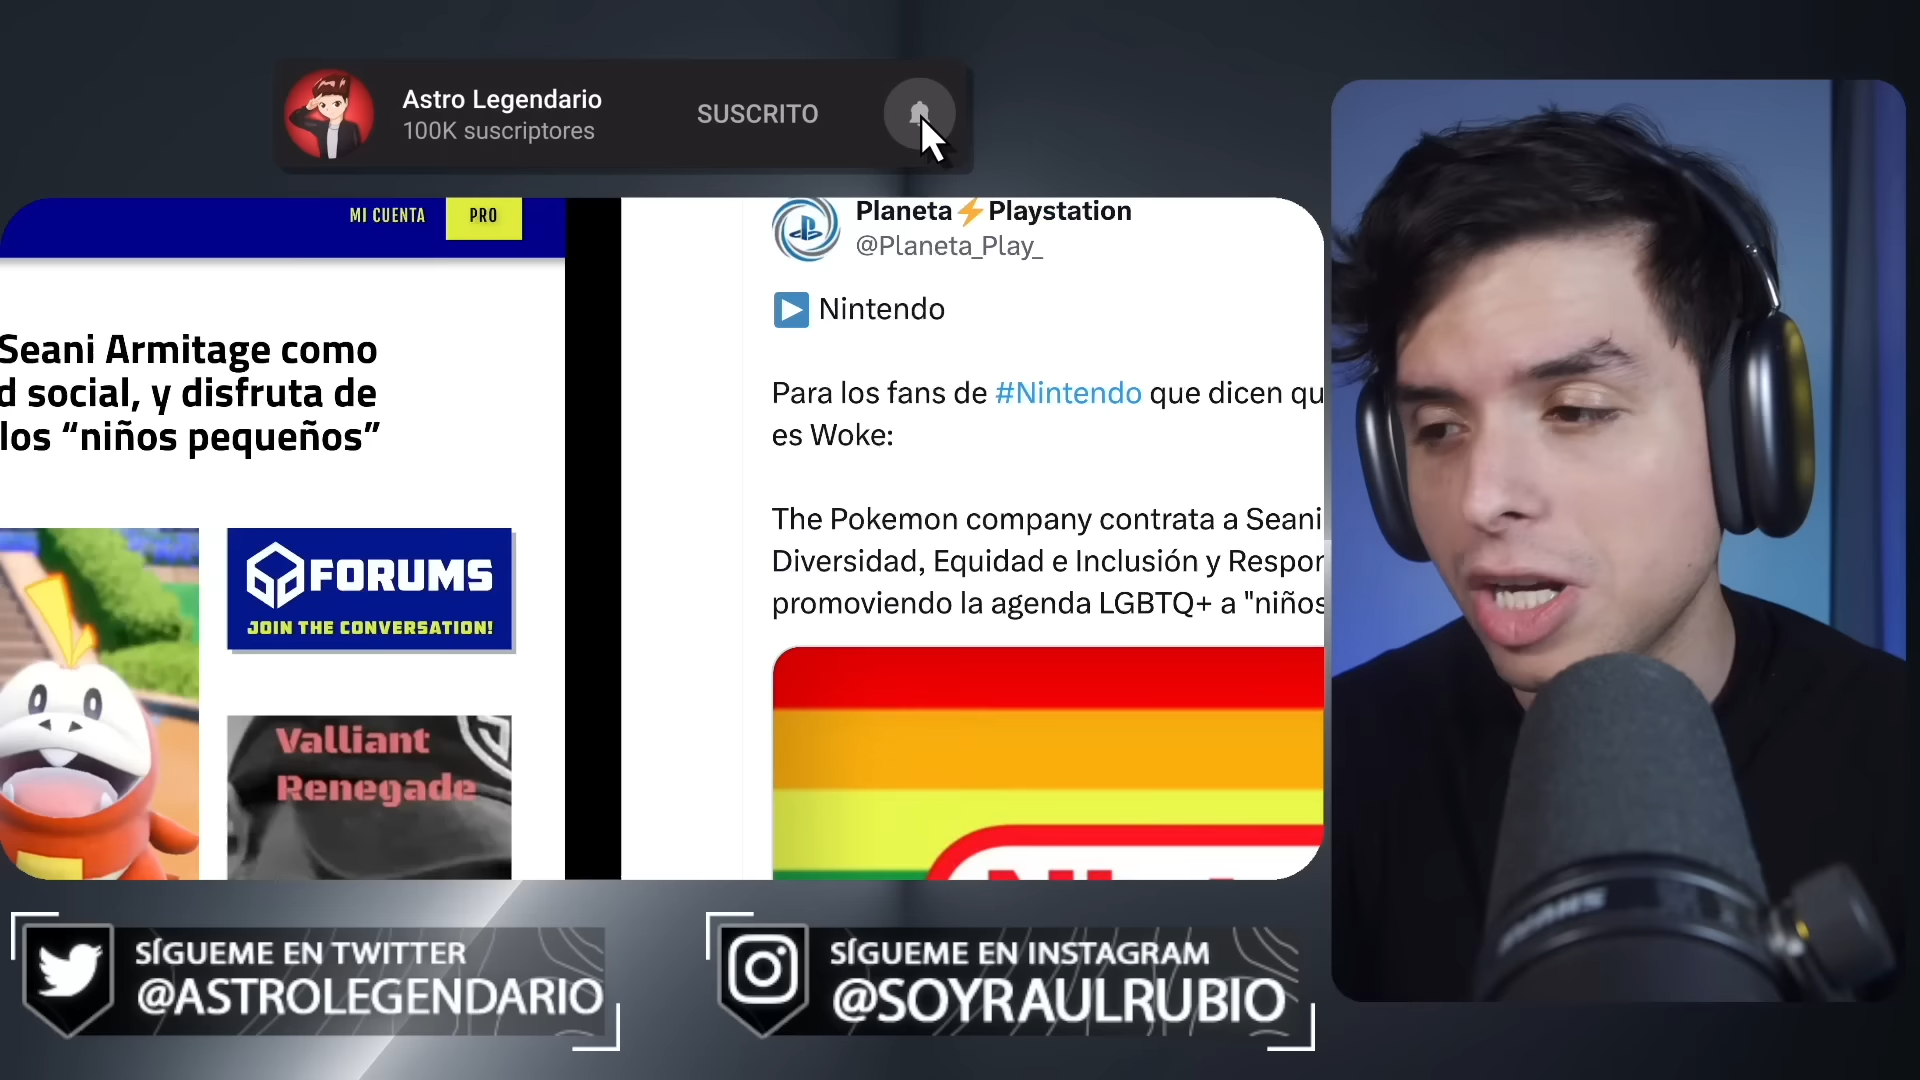 Astro Legendario
100K suscriptores
SUSCRITO
MI CUENTA
PRO
Seani Armitage como
d social, y disfruta de
los “niños pequeños”
FORUMS
JOIN THE CONVERSATION!
Valliant
Renegade
Planeta⚡Playstation
@Planeta_Play_
▶️ Nintendo
Para los fans de #Nintendo que dicen qu
es Woke:
The Pokemon company contrata a Seani
Diversidad, Equidad e Inclusión y Respor
promoviendo la agenda LGBTQ+ a "niños
SÍGUEME EN TWITTER
@ASTROLEGENDARIO
SÍGUEME EN INSTAGRAM
@SOYRAULRUBIO